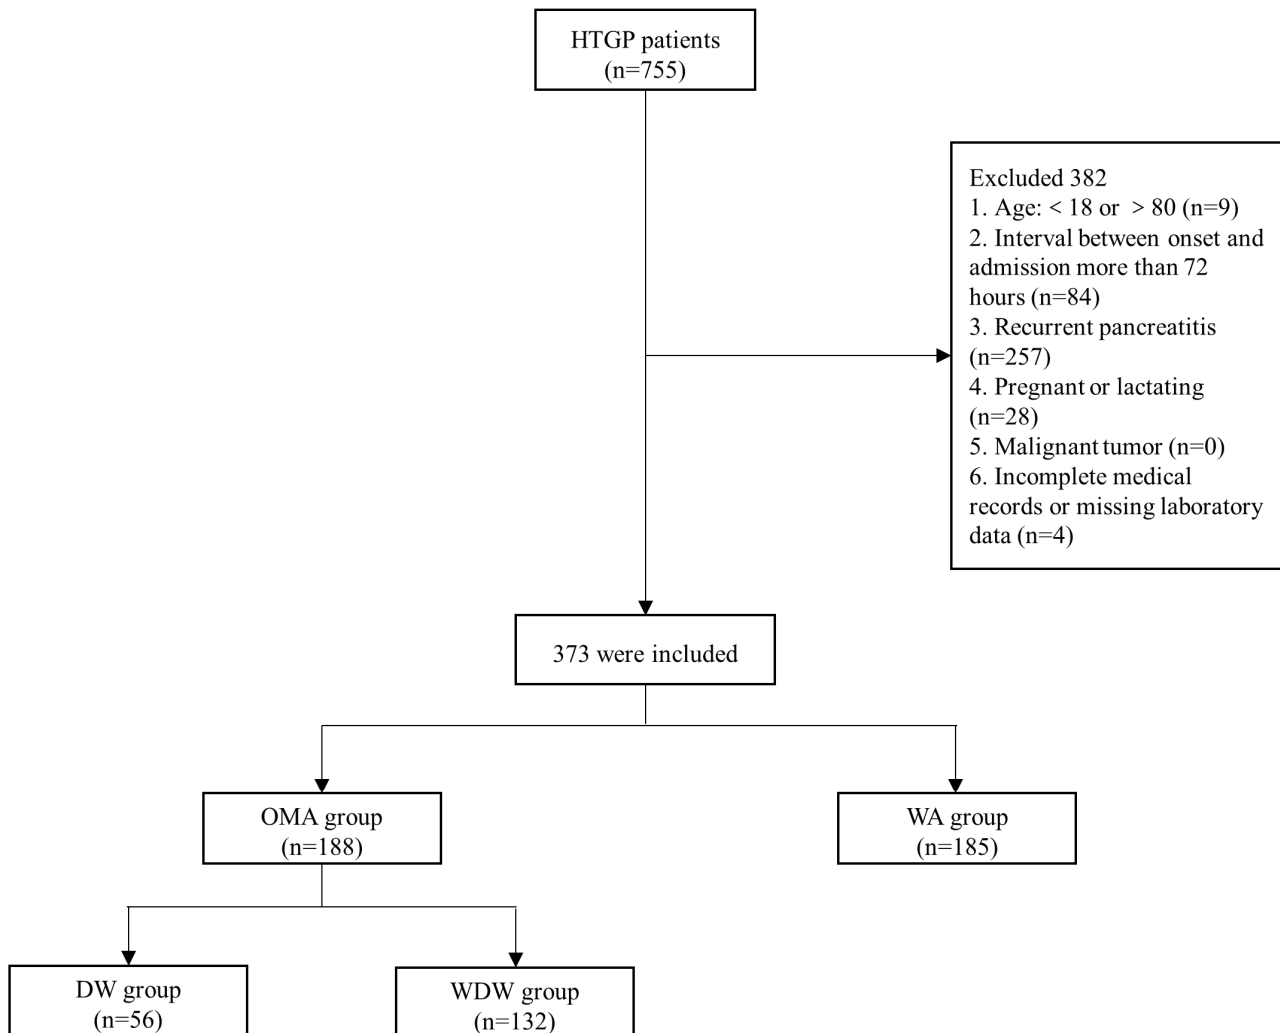 HTGP patients
(n=755)
Excluded 382
1. Age: < 18 or > 80 (n=9)
2. Interval between onset and
admission more than 72
hours (n=84)
3. Recurrent pancreatitis
(n=257)
4. Pregnant or lactating
(n=28)
5. Malignant tumor (n=0)
6. Incomplete medical
records or missing laboratory
data (n=4)
373 were included
OMA group
(n=188)
WA group
(n=185)
DW group
(n=56)
WDW group
(n=132)